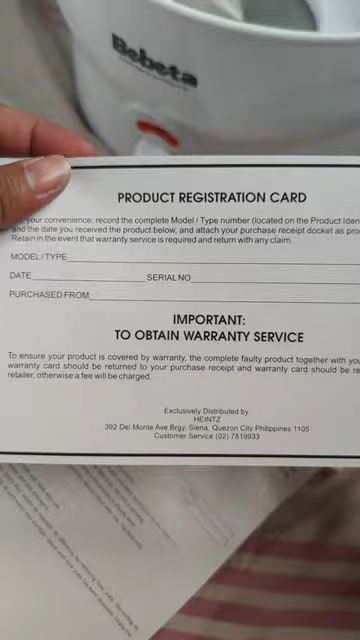 Bebeta
PRODUCT REGISTRATION CARD
your convenience, record the complete Model / Type number (located on the Product Iden
and the date you received the product below, and attach your purchase receipt docket as pro
Retain in the event that warranty service is required and return with any claim.
MODEL/TYPE
DATE SERIAL NO
PURCHASED FROM
IMPORTANT:
TO OBTAIN WARRANTY SERVICE
To ensure your product is covered by warranty, the complete faulty product together with you
warranty card should be returned to your purchase receipt and warranty card should be re
retailer, otherwise a fee will be charged.
Exclusively Distributed by
HEINTZ
392 Del Monte Ave Brgy. Siena, Quezon City Philippines 1105
Customer Service (02) 7819933